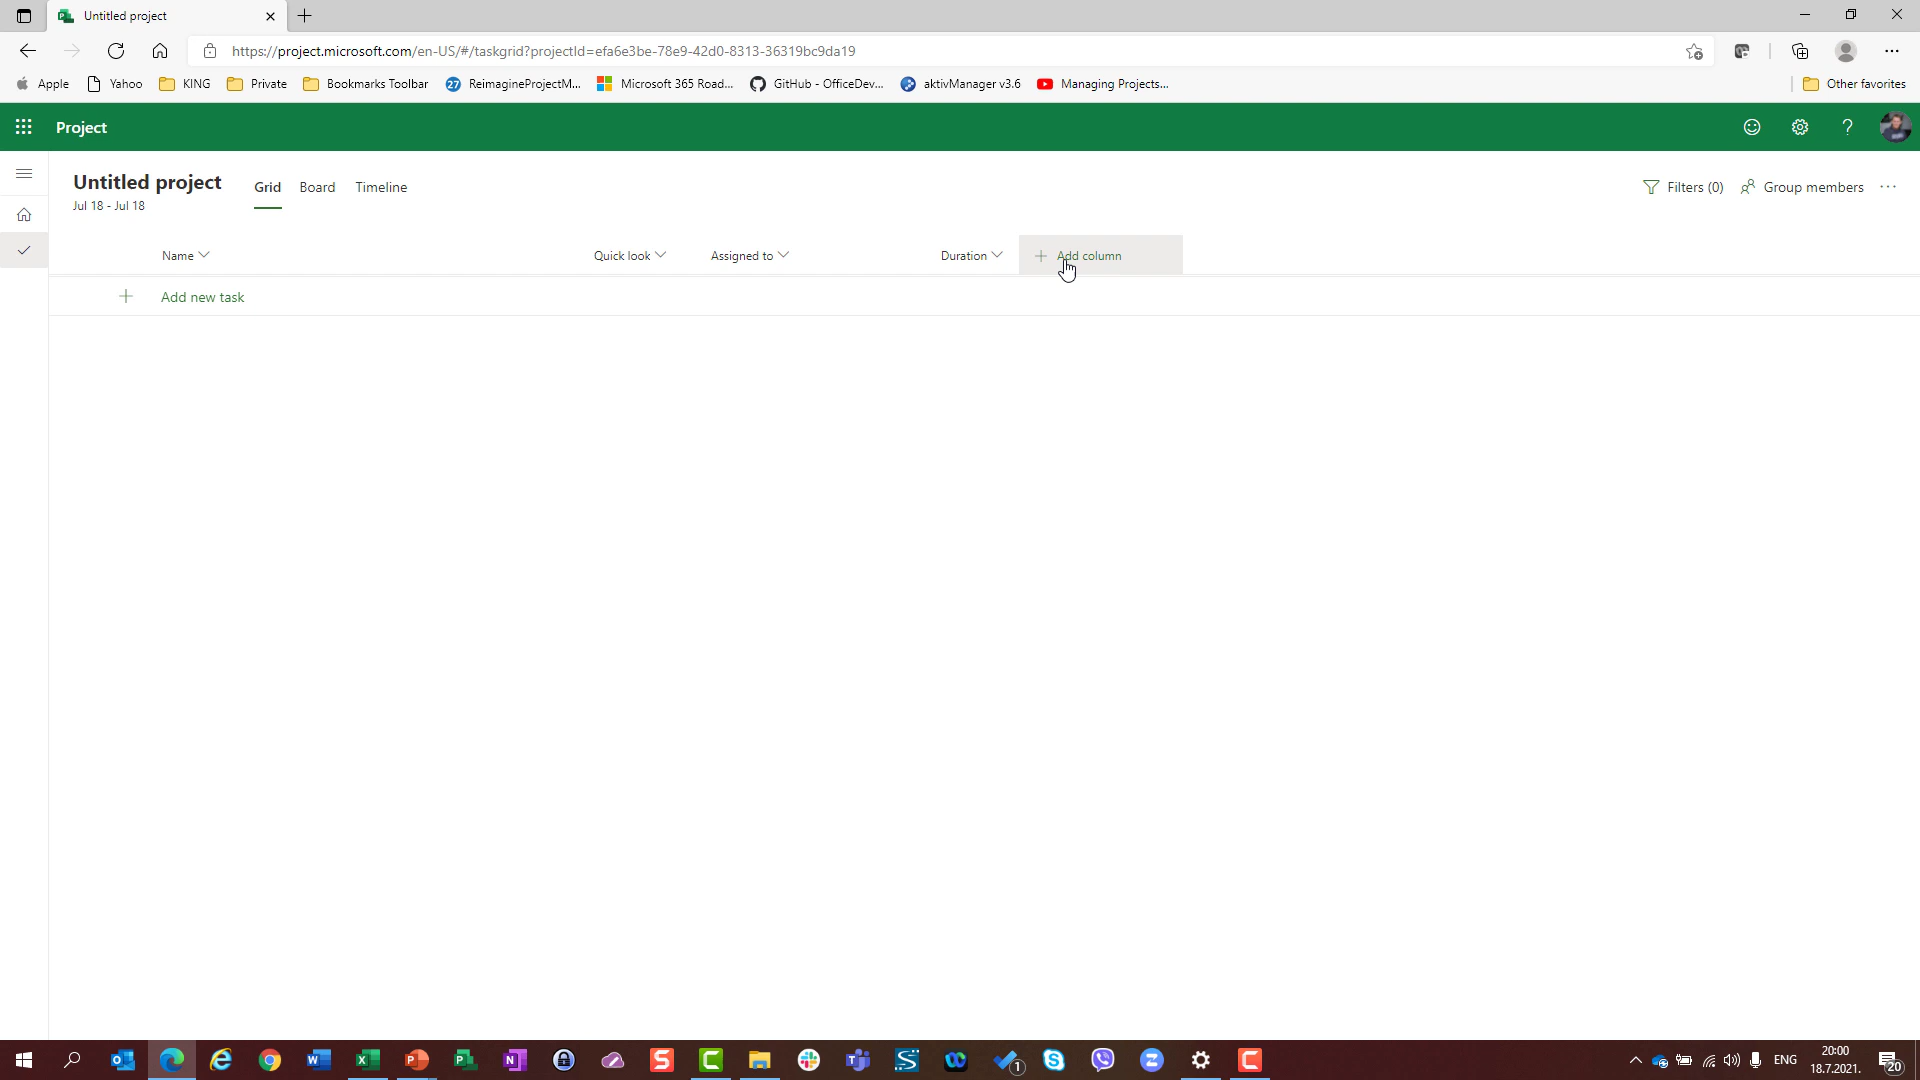 Untitled project
https://project.microsoft.com/en-US/#/taskgrid?projectId=efa6e3be-78e9-42d0-8313-36319bc9da19
Apple Yahoo KING Private Bookmarks Toolbar 27 ReimagineProjectM... Microsoft 365 Road... GitHub - OfficeDev... aktivManager v3.6 Managing Projects... Other favorites
Project ?
Untitled project Grid Board Timeline Filters (0) Group members
Jul 18 - Jul 18
Name Quick look Assigned to Duration Add column
Add new task
20:00
ENG
18.7.2021.
1
20